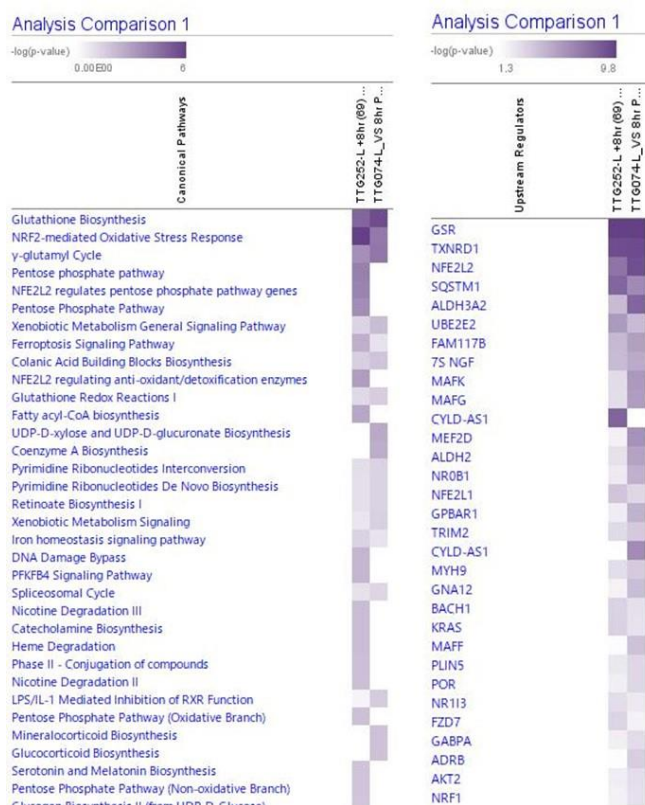 Analysis Comparison 1
-log(p-value)
0.00E00
6
Canonical Pathways
TTG252-L +8hr (69) ...
TTG074-L_VS 8hr P...
Glutathione Biosynthesis
NRF2-mediated Oxidative Stress Response
γ-glutamyl Cycle
Pentose phosphate pathway
NFE2L2 regulates pentose phosphate pathway genes
Pentose Phosphate Pathway
Xenobiotic Metabolism General Signaling Pathway
Ferroptosis Signaling Pathway
Colanic Acid Building Blocks Biosynthesis
NFE2L2 regulating anti-oxidant/detoxification enzymes
Glutathione Redox Reactions I
Fatty acyl-CoA biosynthesis
UDP-D-xylose and UDP-D-glucuronate Biosynthesis
Coenzyme A Biosynthesis
Pyrimidine Ribonucleotides Interconversion
Pyrimidine Ribonucleotides De Novo Biosynthesis
Retinoate Biosynthesis I
Xenobiotic Metabolism Signaling
Iron homeostasis signaling pathway
DNA Damage Bypass
PFKFB4 Signaling Pathway
Spliceosomal Cycle
Nicotine Degradation III
Catecholamine Biosynthesis
Heme Degradation
Phase II - Conjugation of compounds
Nicotine Degradation II
LPS/IL-1 Mediated Inhibition of RXR Function
Pentose Phosphate Pathway (Oxidative Branch)
Mineralocorticoid Biosynthesis
Glucocorticoid Biosynthesis
Serotonin and Melatonin Biosynthesis
Pentose Phosphate Pathway (Non-oxidative Branch)
Analysis Comparison 1
-log(p-value)
1.3
9.8
Upstream Regulators
TTG252-L +8hr (69) ...
TTG074-L_VS 8hr P...
GSR
TXNRD1
NFE2L2
SQSTM1
ALDH3A2
UBE2E2
FAM117B
7S NGF
MAFK
MAFG
CYLD-AS1
MEF2D
ALDH2
NR0B1
NFE2L1
GPBAR1
TRIM2
CYLD-AS1
MYH9
GNA12
BACH1
KRAS
MAFF
PLIN5
POR
NR1I3
FZD7
GABPA
ADRB
AKT2
NRF1